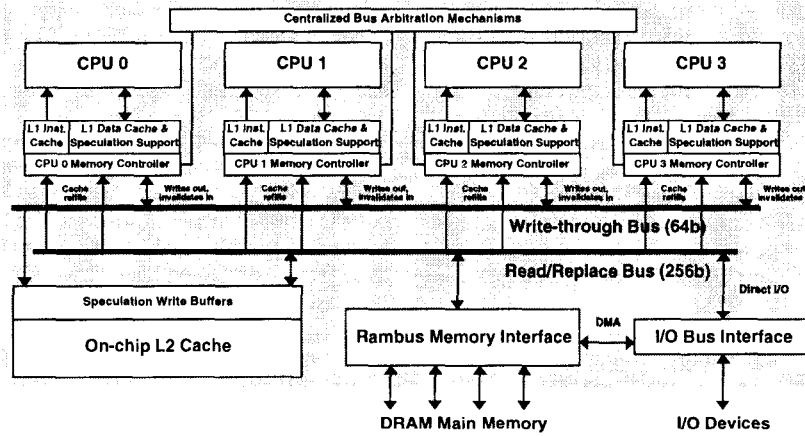 Centralized Bus Arbitration Mechanisms
CPU 0
CPU 1
CPU 2
CPU 3
L1 Inst. Cache
L1 Data Cache & Speculation Support
L1 Inst. Cache
L1 Data Cache & Speculation Support
L1 Inst. Cache
L1 Data Cache & Speculation Support
L1 Inst. Cache
L1 Data Cache & Speculation Support
CPU 0 Memory Controller
CPU 1 Memory Controller
CPU 2 Memory Controller
CPU 3 Memory Controller
Cache refills
Writes out, invalidates in
Cache refills
Writes out, invalidates in
Cache refills
Writes out, invalidates in
Cache refills
Writes out, invalidates in
Write-through Bus (64b)
Read/Replace Bus (256b)
Speculation Write Buffers
On-chip L2 Cache
Rambus Memory Interface
DMA
Direct I/O
I/O Bus Interface
DRAM Main Memory
I/O Devices